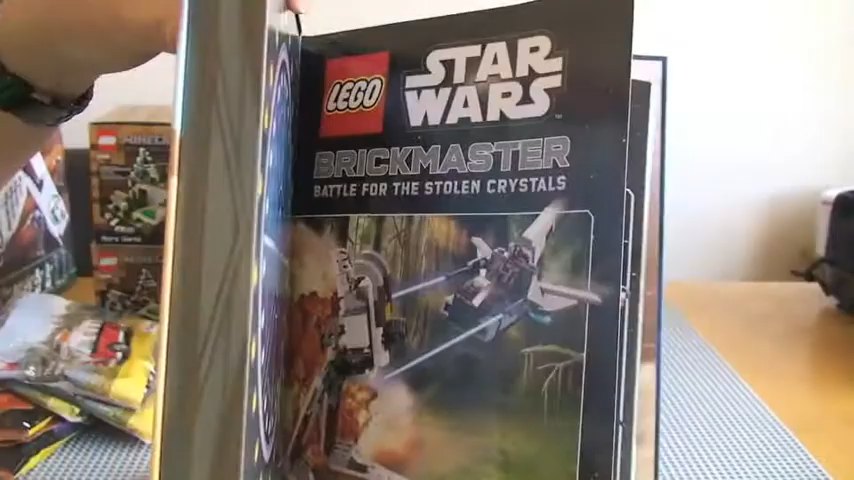 LEGO
STAR
WARS
BRICKMASTER
BATTLE FOR THE STOLEN CRYSTALS